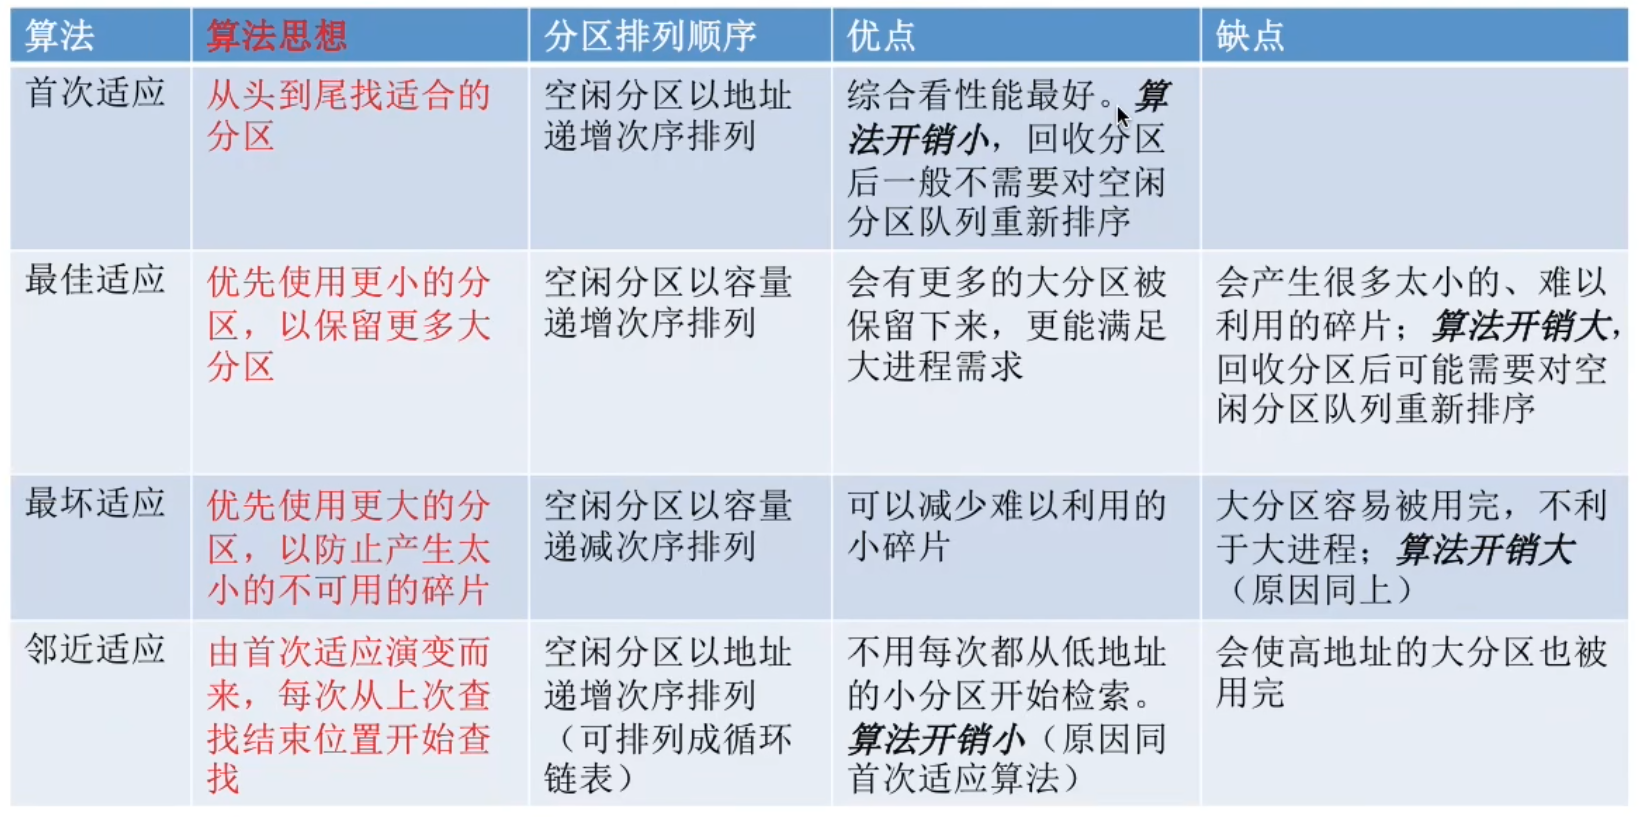 算法
算法思想
分区排列顺序
优点
缺点
首次适应
从头到尾找适合的
分区
空闲分区以地址
递增次序排列
综合看性能最好。算
法开销小，回收分区
后一般不需要对空闲
分区队列重新排序
最佳适应
优先使用更小的分
区，以保留更多大
分区
空闲分区以容量
递增次序排列
会有更多的大分区被
保留下来，更能满足
大进程需求
会产生很多太小的、难以
利用的碎片；算法开销大，
回收分区后可能需要对空
闲分区队列重新排序
最坏适应
优先使用更大的分
区，以防止产生太
小的不可用的碎片
空闲分区以容量
递减次序排列
可以减少难以利用的
小碎片
大分区容易被用完，不利
于大进程；算法开销大
（原因同上）
邻近适应
由首次适应演变而
来，每次从上次查
找结束位置开始查
找
空闲分区以地址
递增次序排列
（可排列成循环
链表）
不用每次都从低地址
的小分区开始检索。
算法开销小（原因同
首次适应算法）
会使高地址的大分区也被
用完